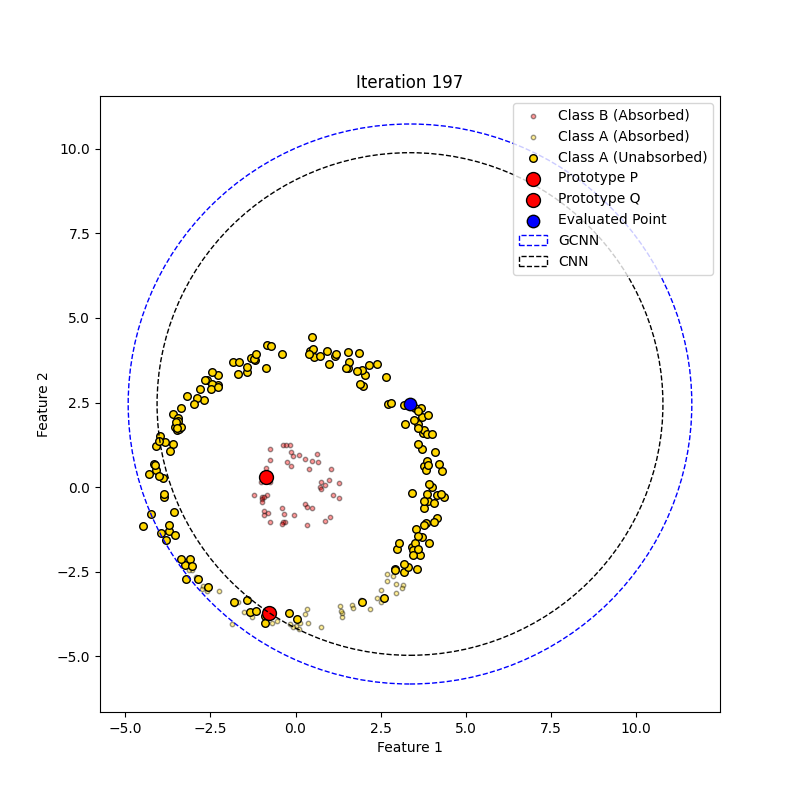 Iteration 197
Class B (Absorbed)
Class A (Absorbed)
Class A (Unabsorbed)
Prototype P
Prototype Q
Evaluated Point
GCNN
CNN
10.0
7.5
5.0
2.5
0.0
−2.5
−5.0
Feature 2
−5.0 −2.5 0.0 2.5 5.0 7.5 10.0
Feature 1